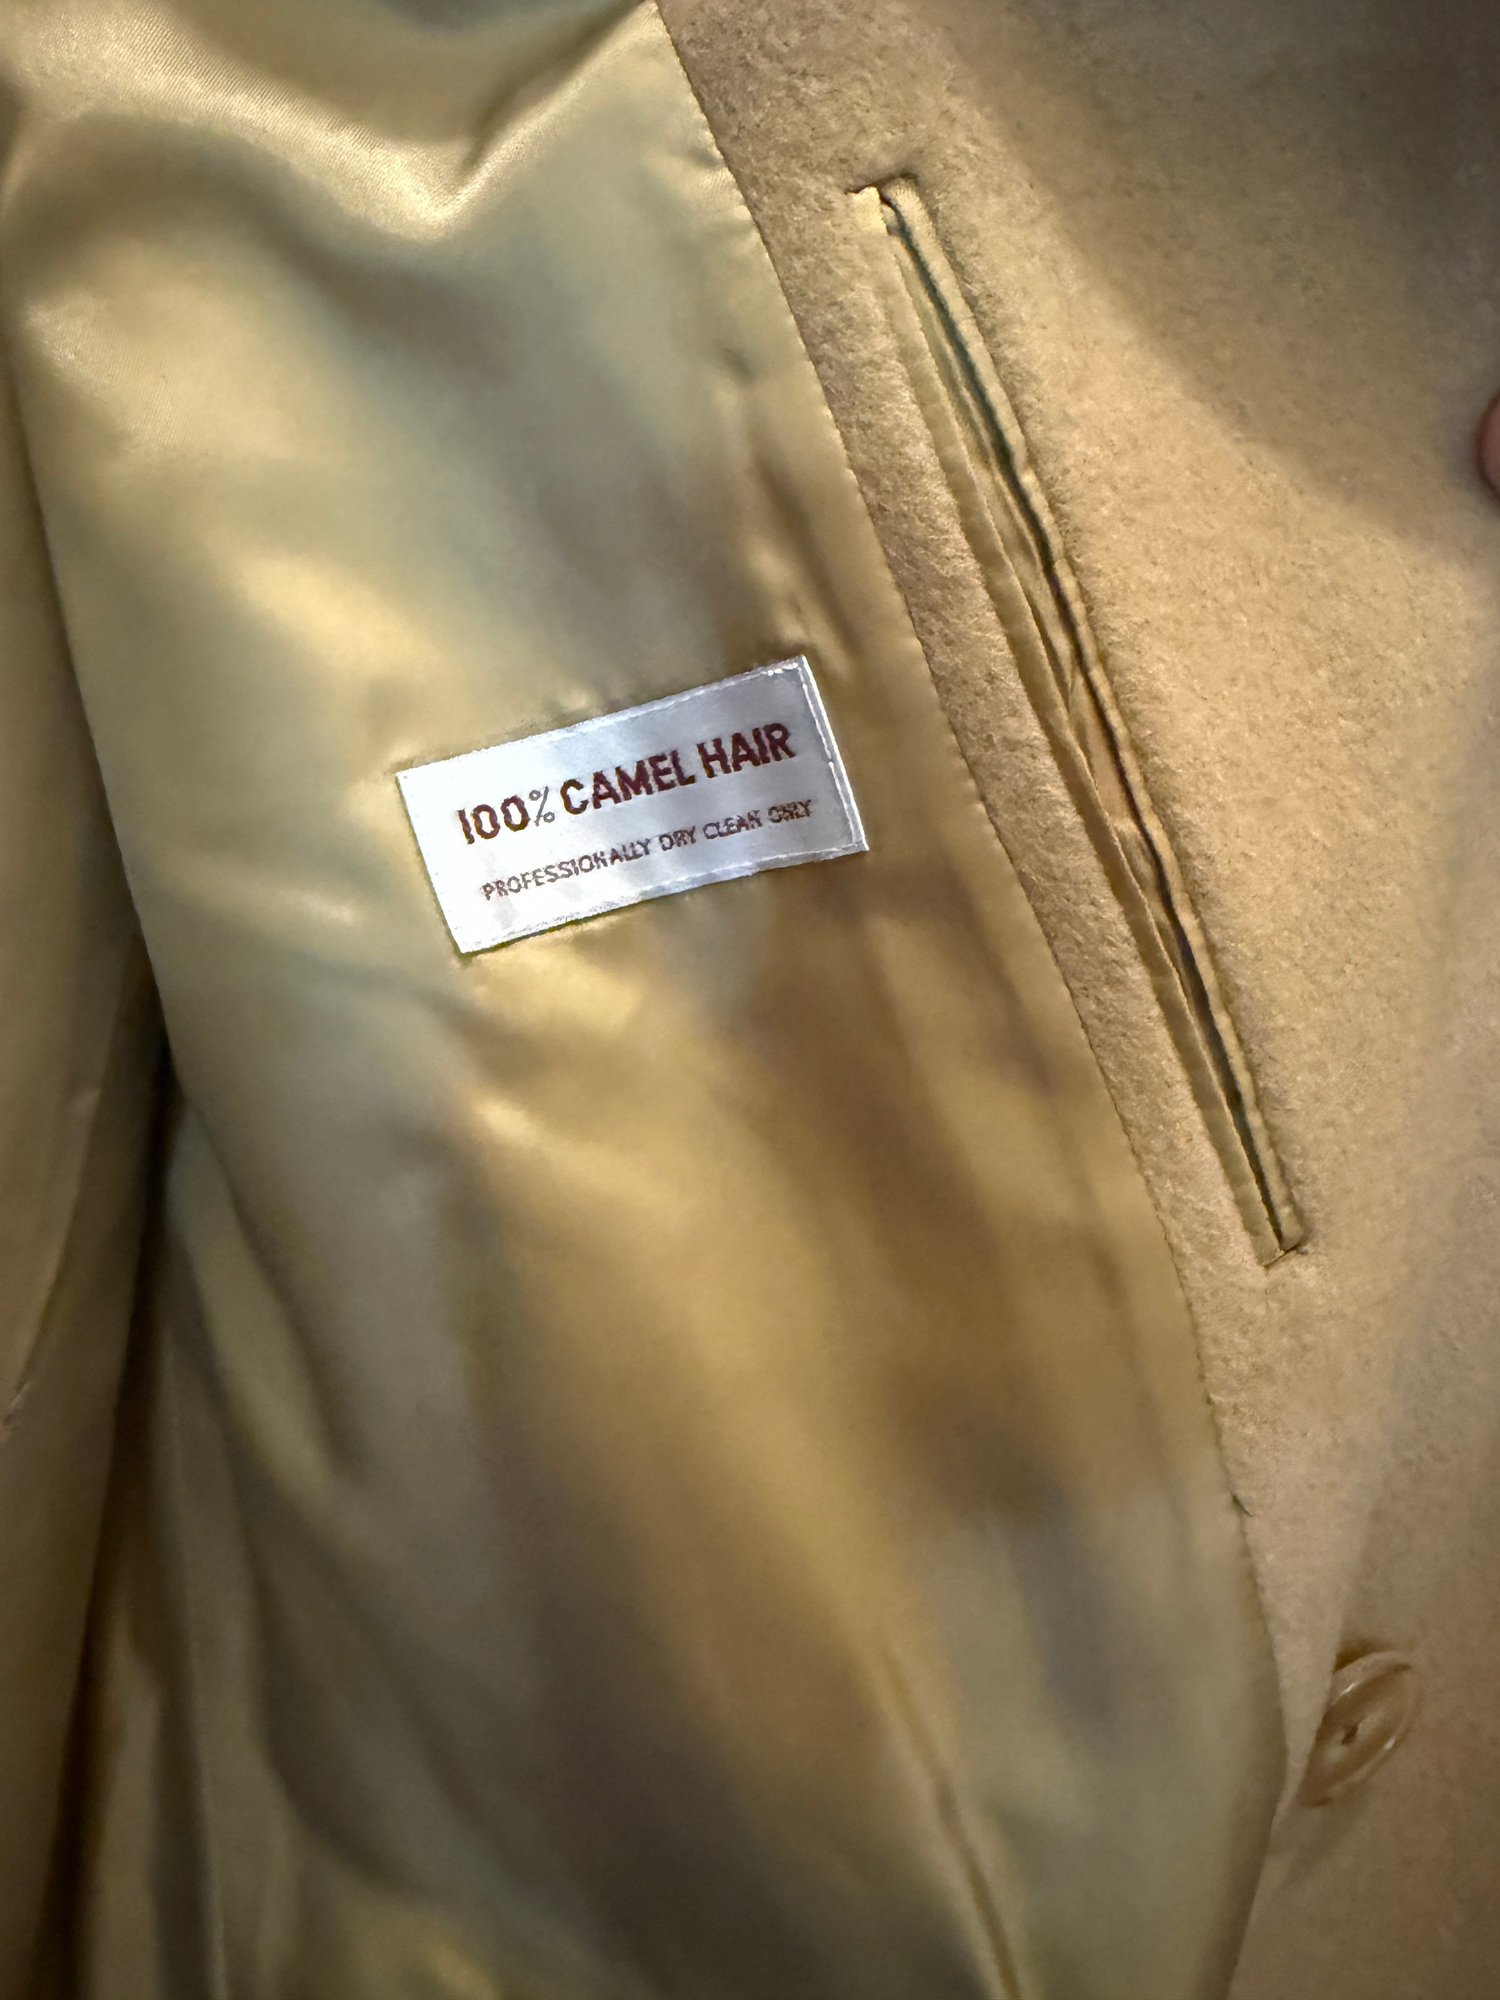 100% CAMEL HAIR
PROFESSIONALLY DRY CLEAN ONLY